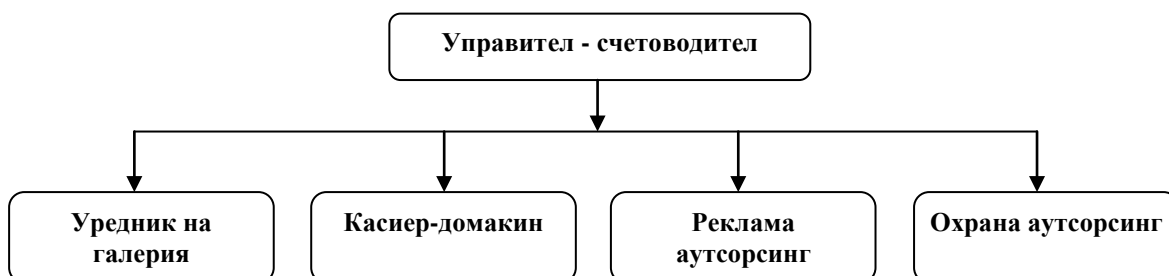 Управител - счетоводител
Уредник на
галерия
Касиер-домакин
Реклама
аутсорсинг
Охрана аутсорсинг